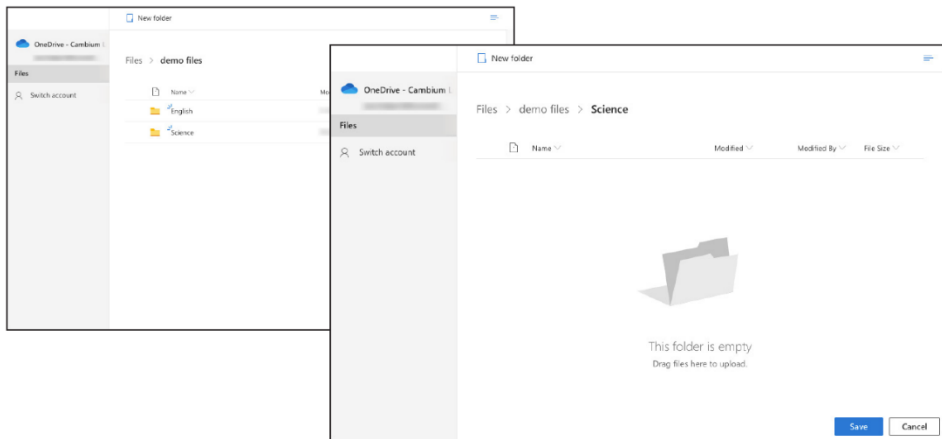 New folder
OneDrive - Cambium L
Files > demo files
Files
Name
Mo
Switch account
English
Science
New folder
OneDrive - Cambium L
Files > demo files > Science
Files
Name Modified Modified By File Size
Switch account
This folder is empty
Drag files here to upload.
Save Cancel